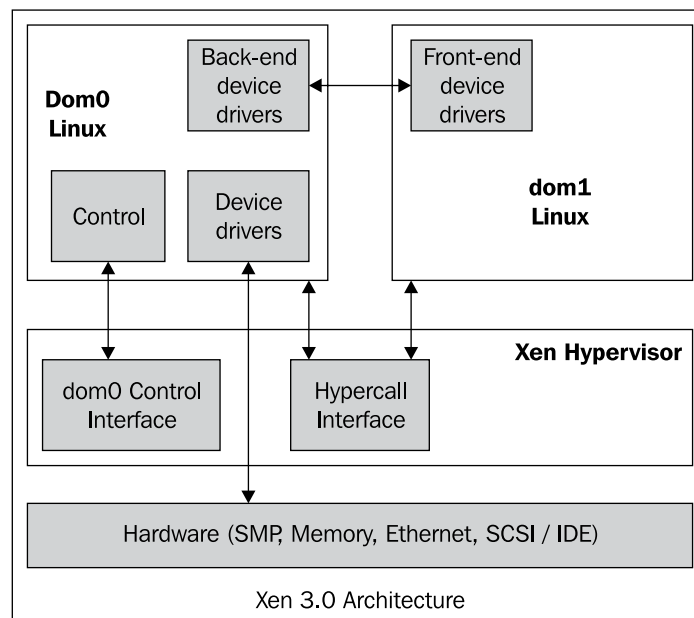 Dom0
Linux
Back-end
device
drivers
Front-end
device
drivers
Control
Device
drivers
dom1
Linux
Xen Hypervisor
dom0 Control
Interface
Hypercall
Interface
Hardware (SMP, Memory, Ethernet, SCSI / IDE)
Xen 3.0 Architecture